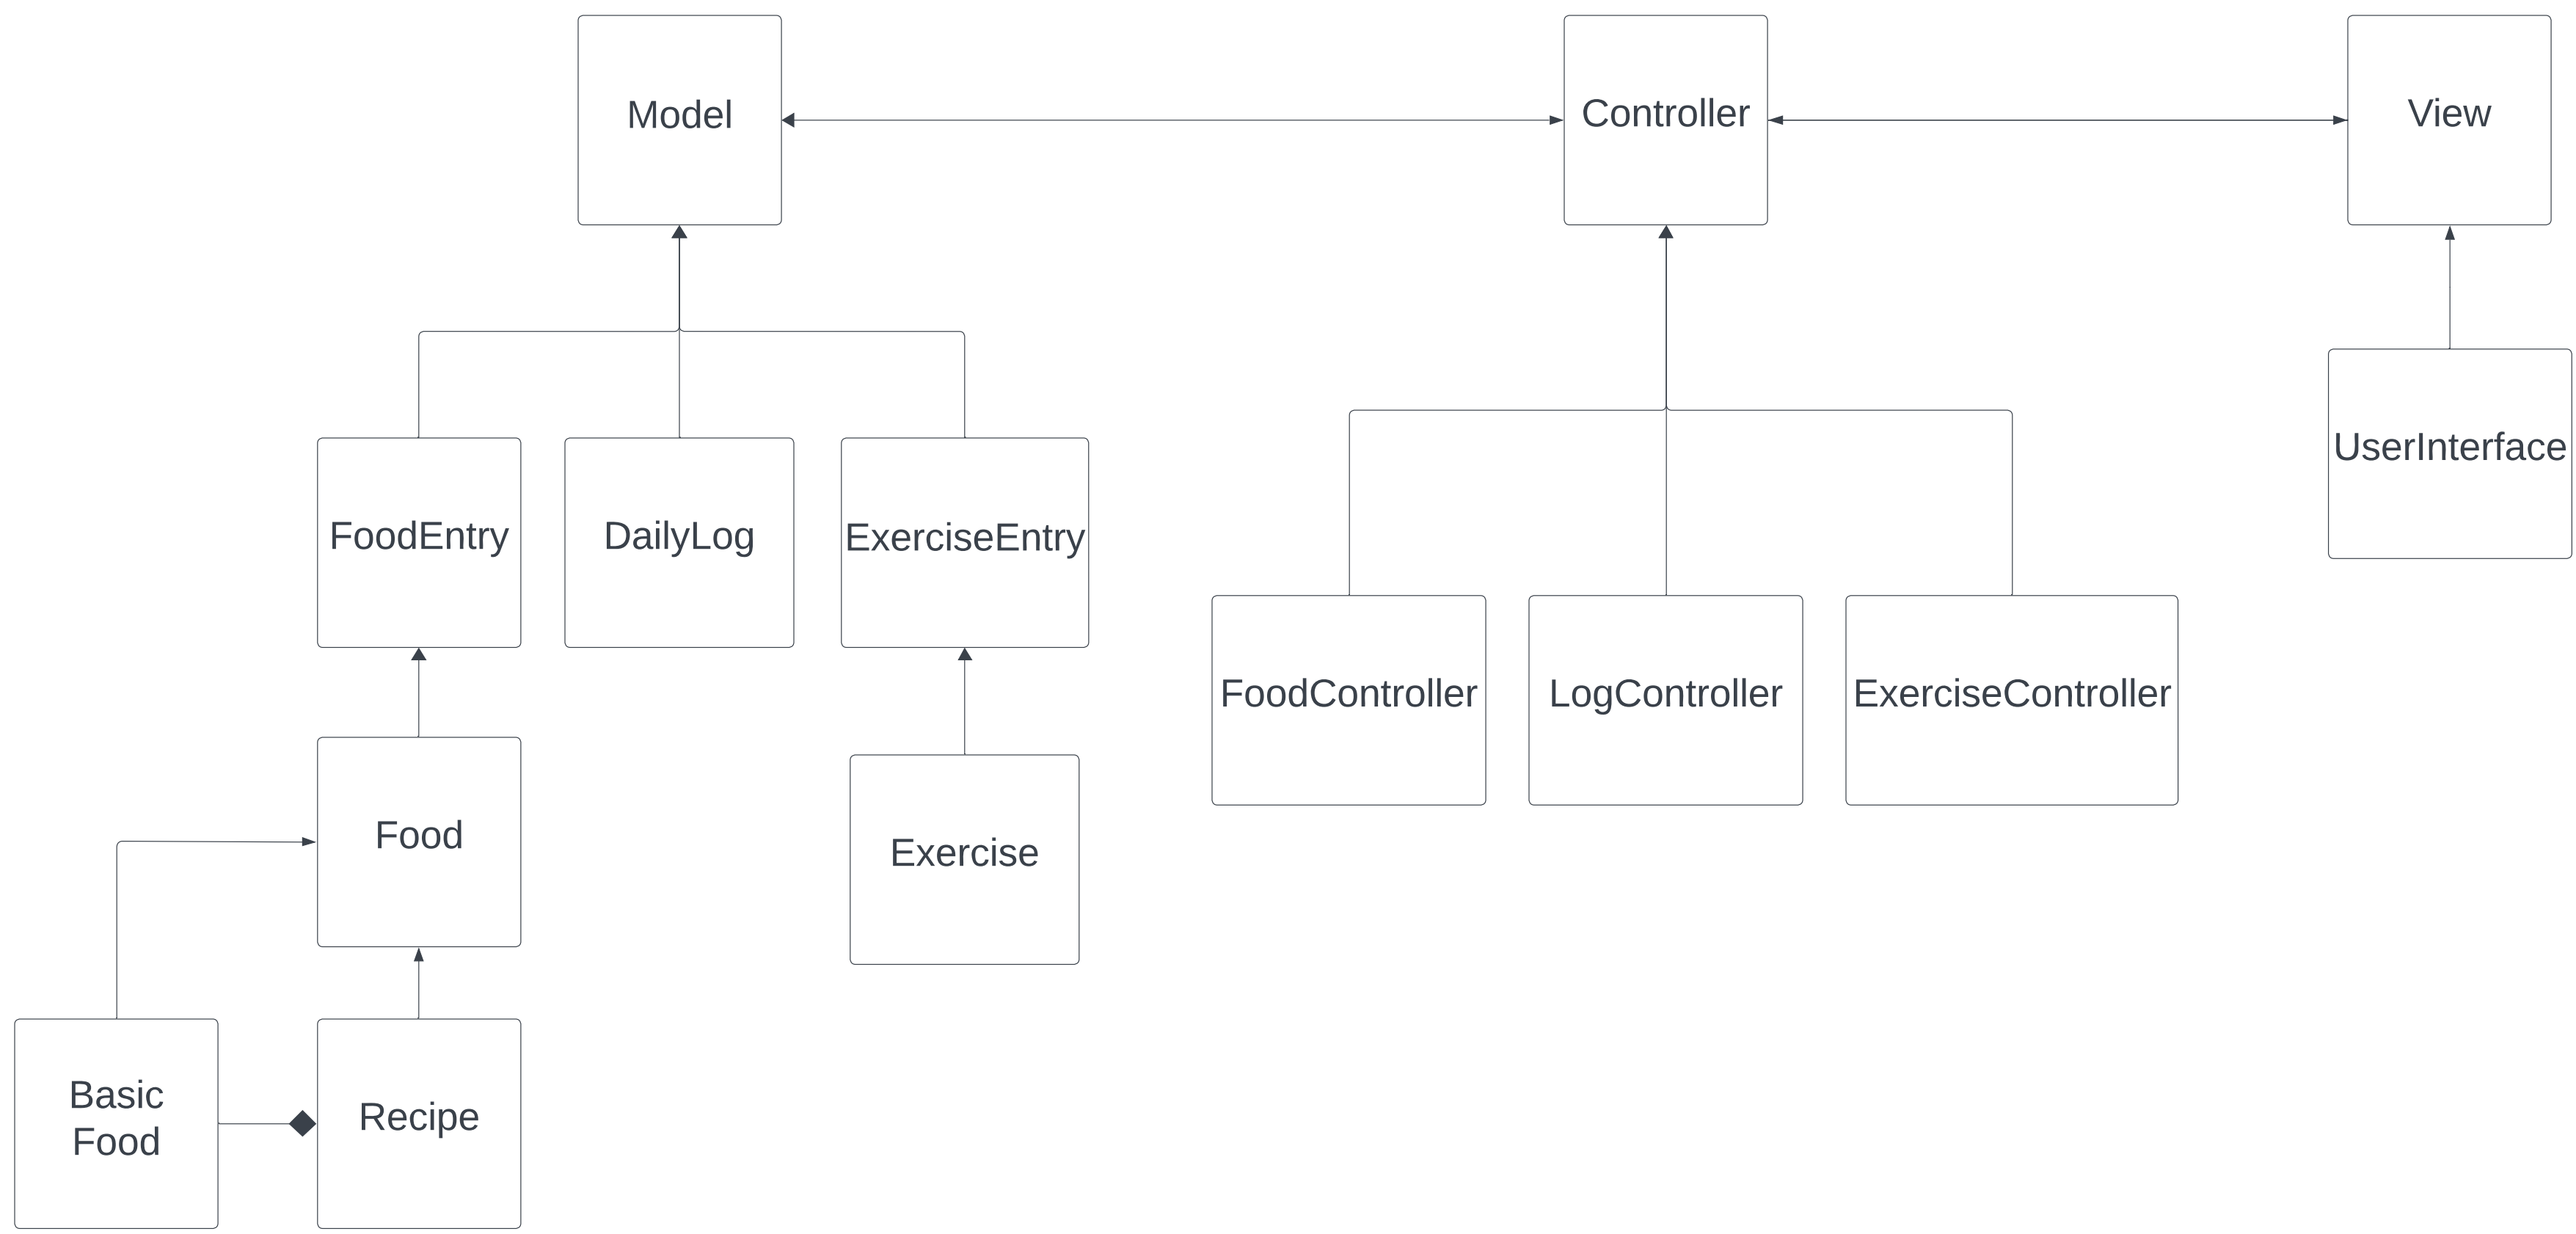 Model
Controller
View
UserInterface
FoodEntry
DailyLog
ExerciseEntry
FoodController
LogController
ExerciseController
Food
Exercise
Basic
Food
Recipe